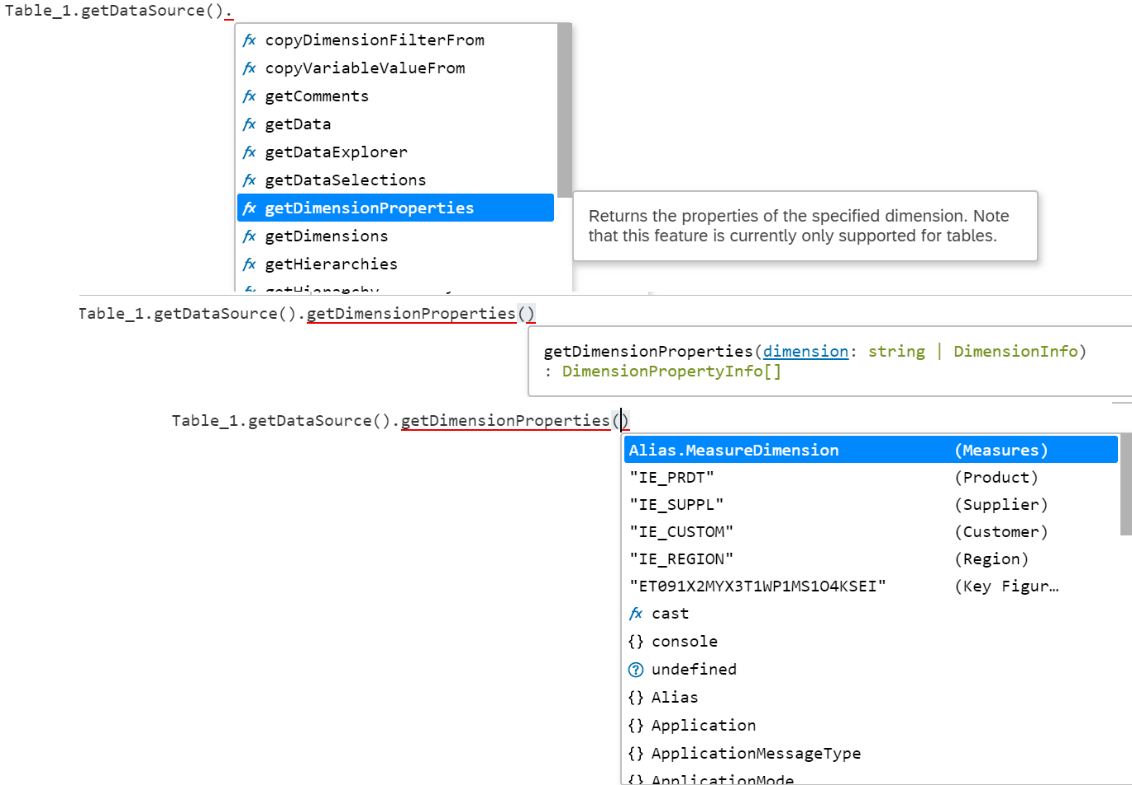 Table_1.getDataSource().
fx copyDimensionFilterFrom
fx copyVariableValueFrom
fx getComments
fx getData
fx getDataExplorer
fx getDataSelections
fx getDimensionProperties
Returns the properties of the specified dimension. Note
that this feature is currently only supported for tables.
fx getDimensions
fx getHierarchies
Table_1.getDataSource().getDimensionProperties()
getDimensionProperties(dimension: string | DimensionInfo)
: DimensionPropertyInfo[]
Table_1.getDataSource().getDimensionProperties()
Alias.MeasureDimension (Measures)
"IE_PRDT" (Product)
"IE_SUPPL" (Supplier)
"IE_CUSTOM" (Customer)
"IE_REGION" (Region)
"ET091X2MYX3T1WP1MS1O4KSEI" (Key Figur…
fx cast
{} console
? undefined
{} Alias
{} Application
{} ApplicationMessageType
{} ApplicationMode